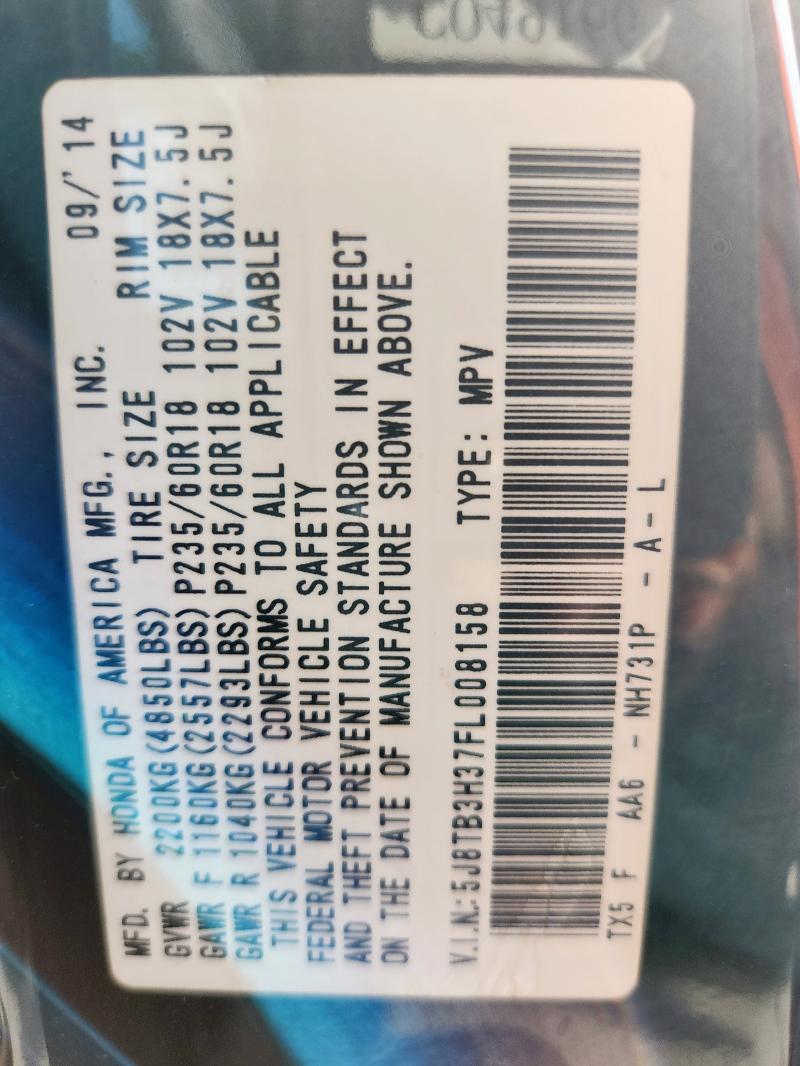 MFD. BY HONDA OF AMERICA MFG., INC. 09/'14
GVWR 2200KG(4850LBS) TIRE SIZE RIM SIZE
GAWR F 1160KG(2557LBS)P235/60R18 102V 18X7.5J
GAWR R 1040KG(2293LBS)P235/60R18 102V 18X7.5J
THIS VEHICLE CONFORMS TO ALL APPLICABLE
FEDERAL MOTOR VEHICLE SAFETY
AND THEFT PREVENTION STANDARDS IN EFFECT
ON THE DATE OF MANUFACTURE SHOWN ABOVE.
V.I.N:5J8TB3H37FL008158 TYPE: MPV
TX5 F AA6 - NH731P - A - L